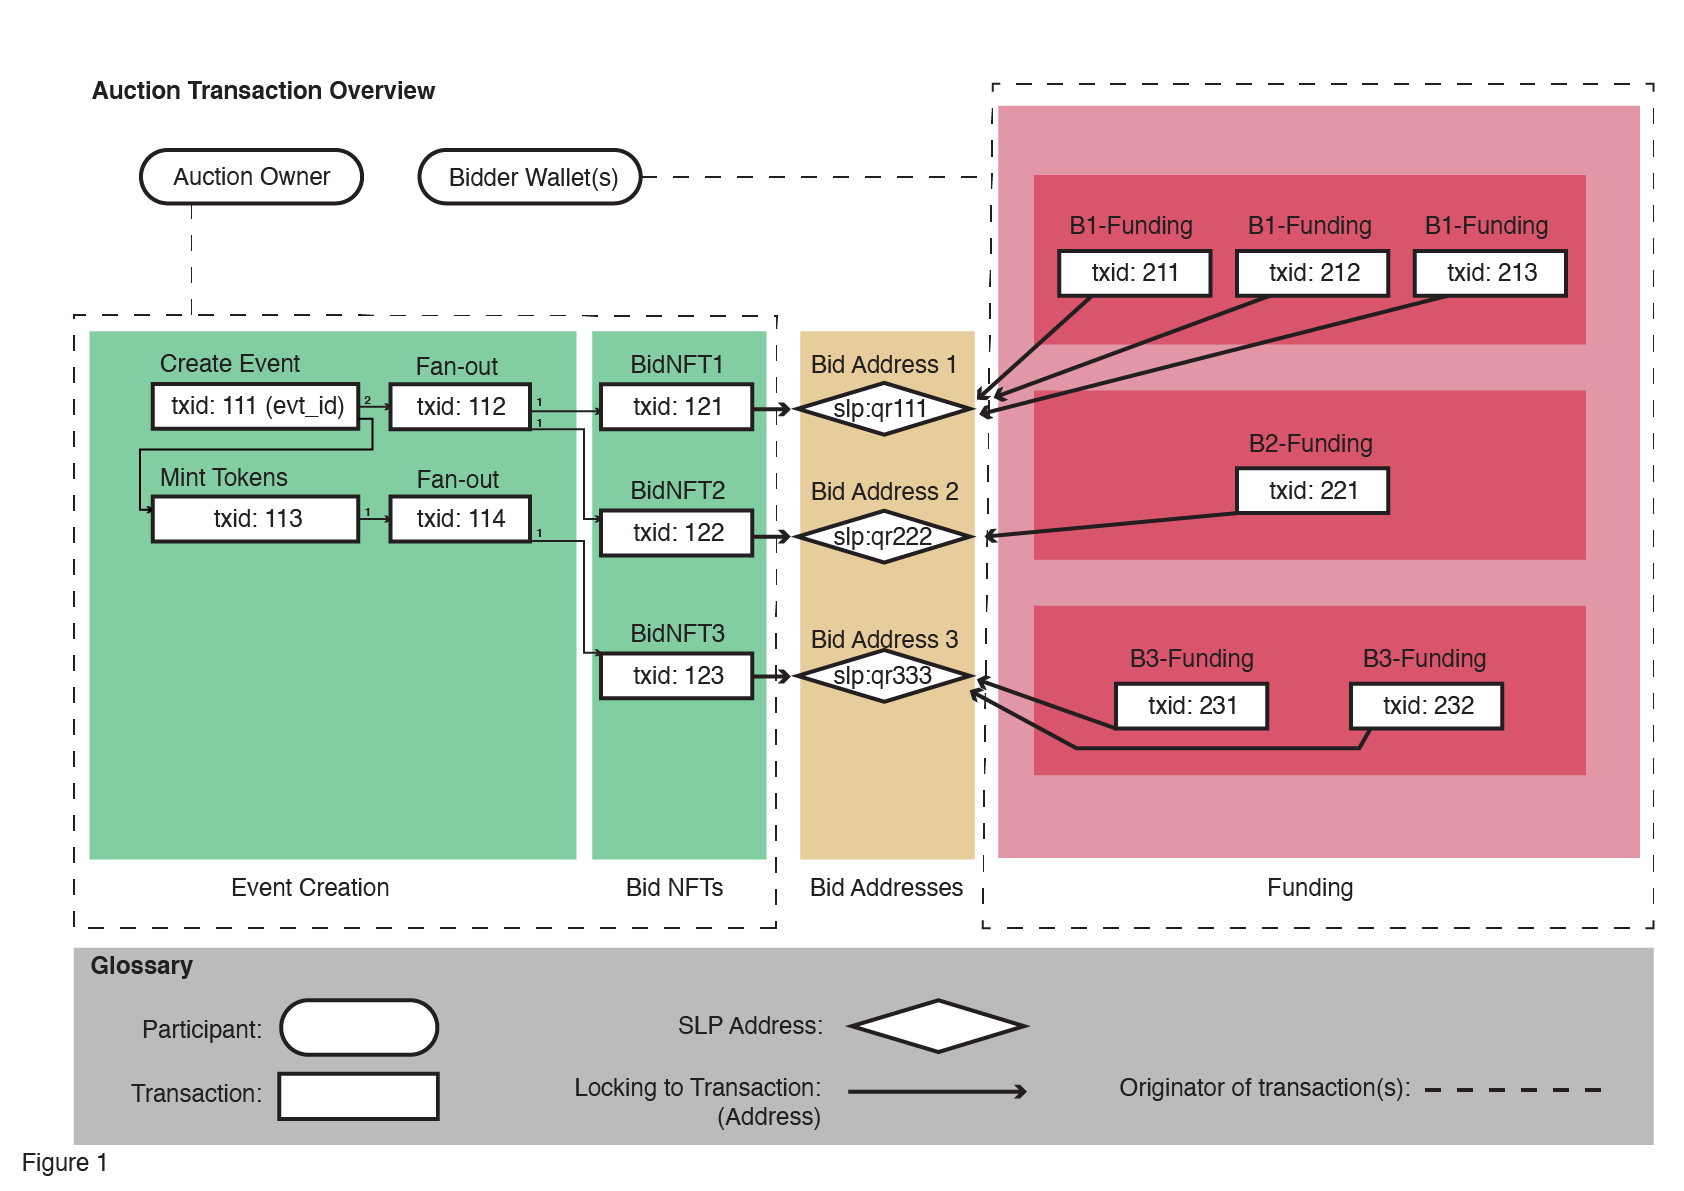 Auction Transaction Overview
Auction Owner
Bidder Wallet(s)
B1-Funding
txid: 211
B1-Funding
txid: 212
B1-Funding
txid: 213
Create Event
txid: 111 (evt_id)
2
Fan-out
txid: 112
1
1
BidNFT1
txid: 121
Bid Address 1
slp:qr111
B2-Funding
txid: 221
Mint Tokens
txid: 113
1
Fan-out
txid: 114
1
BidNFT2
txid: 122
Bid Address 2
slp:qr222
BidNFT3
txid: 123
Bid Address 3
slp:qr333
B3-Funding
txid: 231
B3-Funding
txid: 232
Event Creation
Bid NFTs
Bid Addresses
Funding
Glossary
Participant:
SLP Address:
Transaction:
Locking to Transaction:
(Address)
Originator of transaction(s):
Figure 1